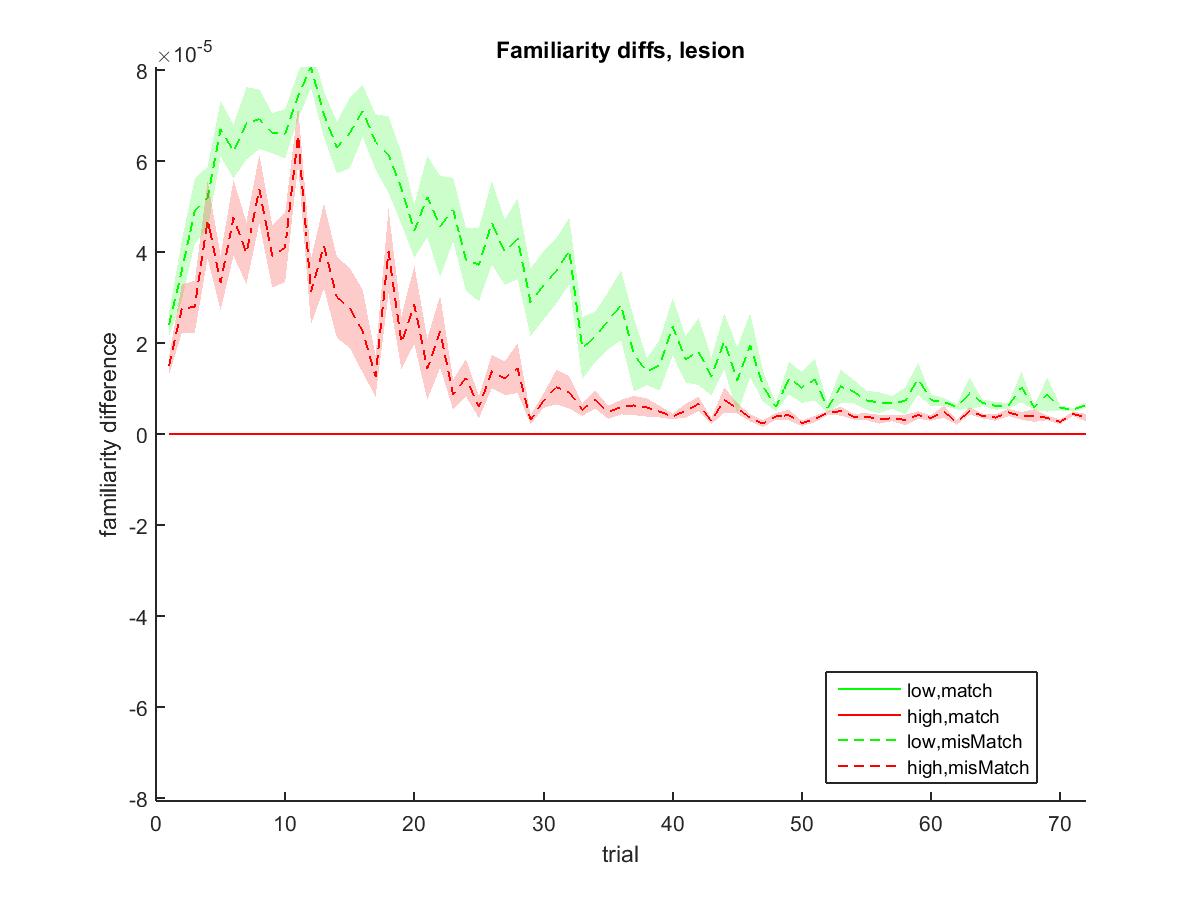 Familiarity diffs, lesion
×10-5
8
6
4
2
0
-2
-4
-6
-8
familiarity difference
0 10 20 30 40 50 60 70
trial
low,match
high,match
low,misMatch
high,misMatch